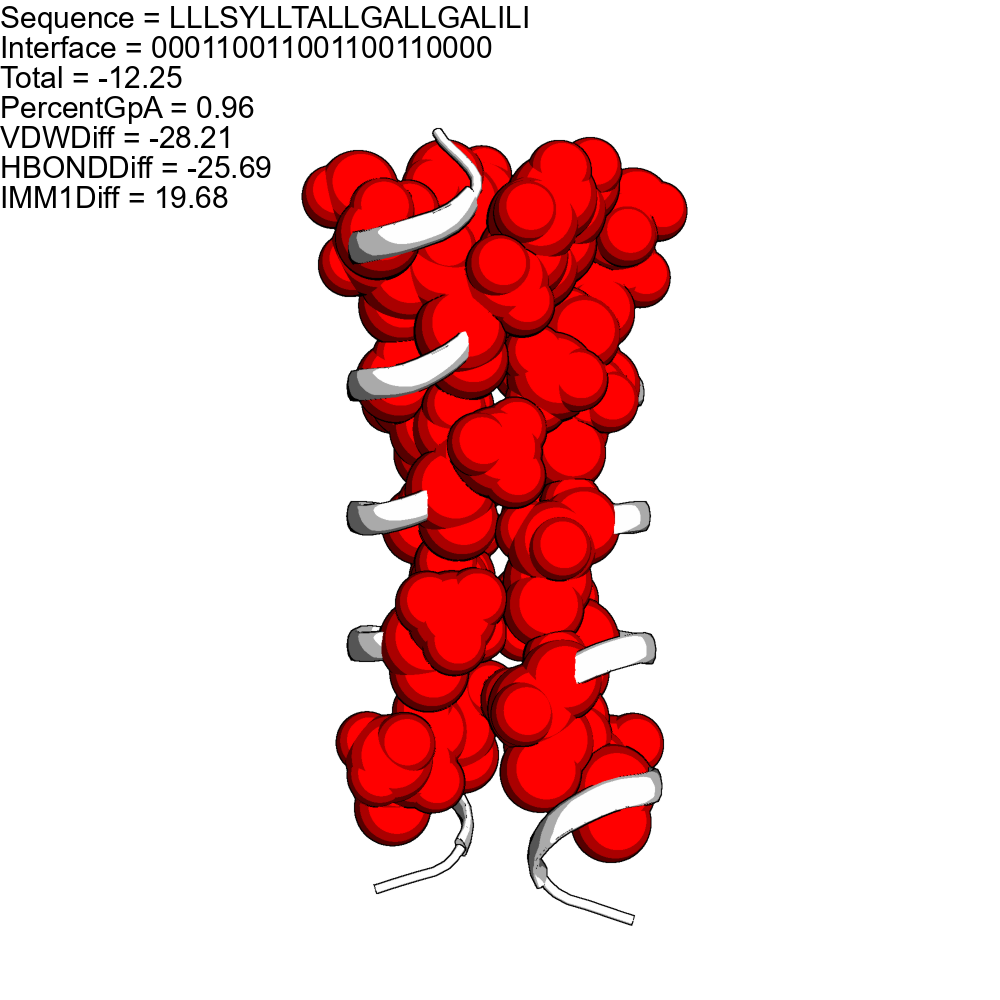 Sequence = LLLSYLLTALLGALLGALILI
Interface = 000110011001100110000
Total = -12.25
PercentGpA = 0.96
VDWDiff = -28.21
HBONDDiff = -25.69
IMM1Diff = 19.68